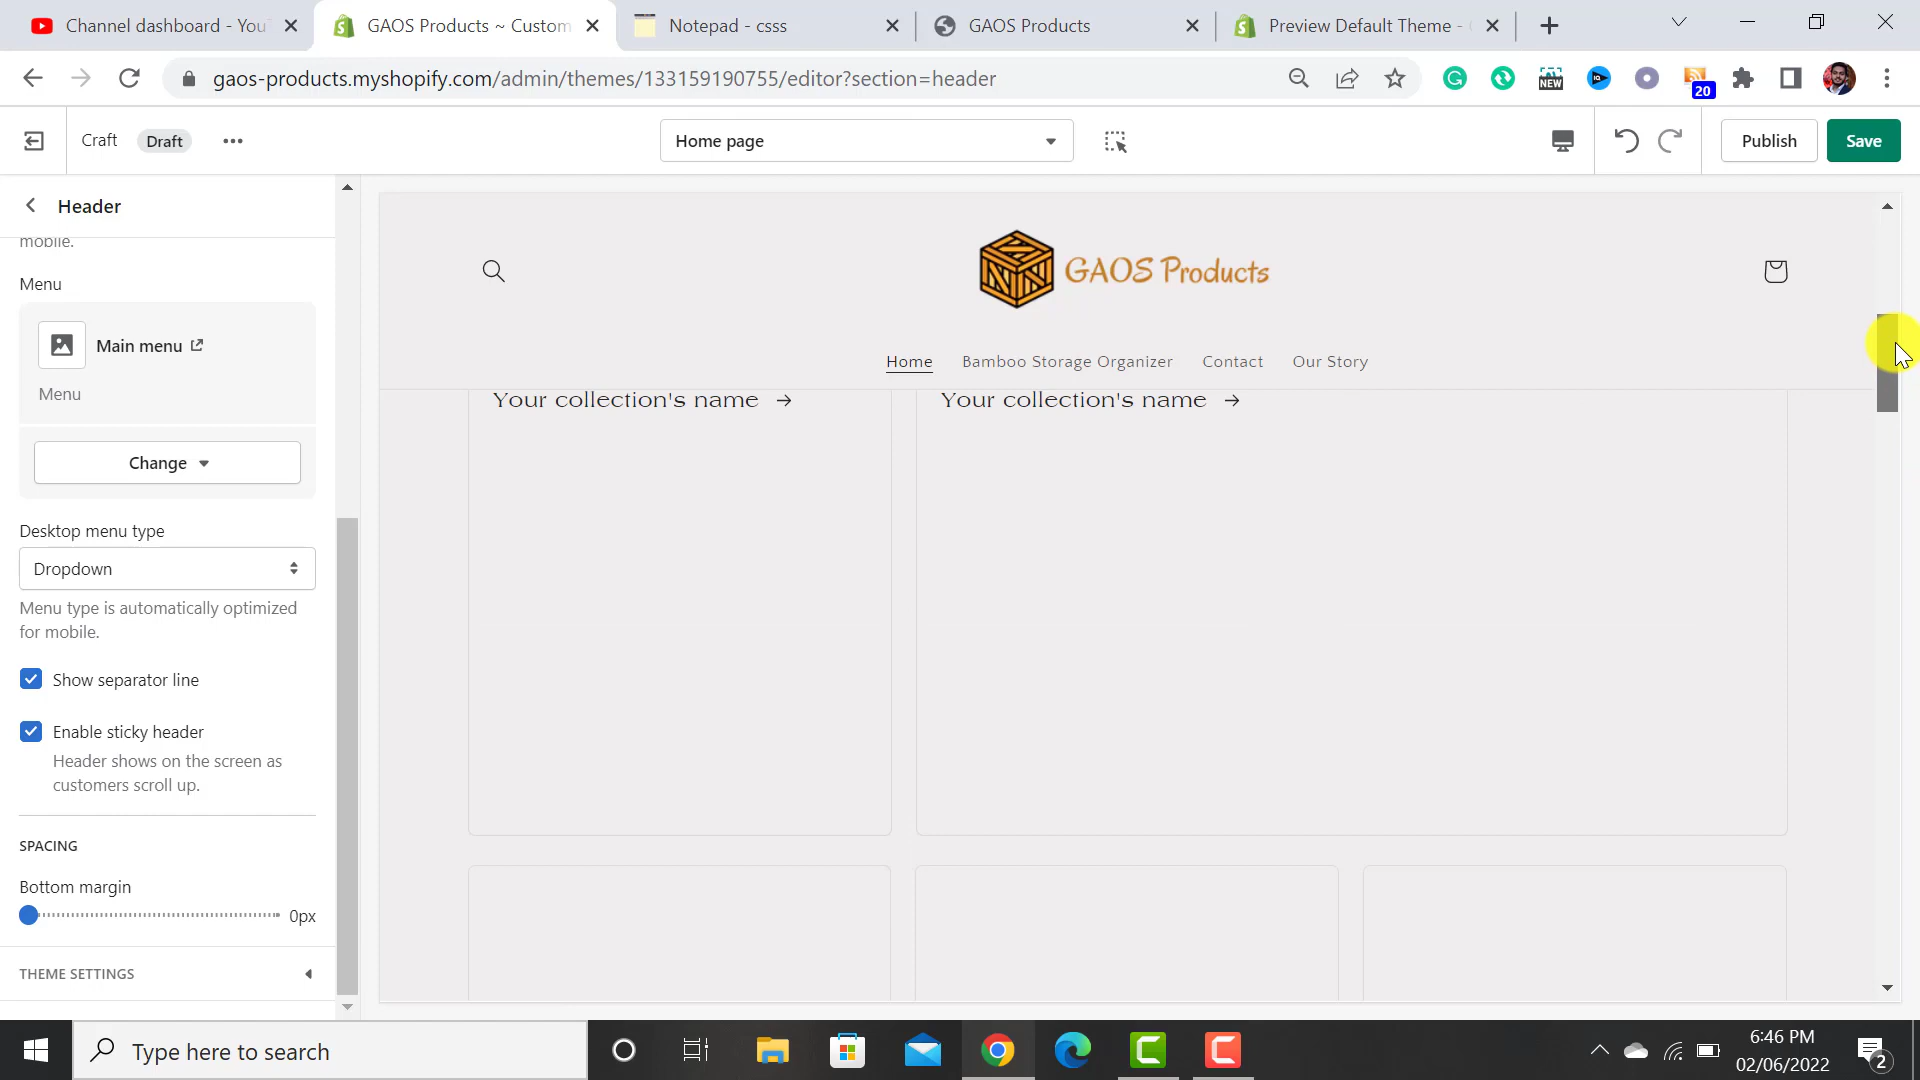 Channel dashboard - You
GAOS Products ~ Custom
Notepad - csss
GAOS Products
Preview Default Theme -
gaos-products.myshopify.com/admin/themes/133159190755/editor?section=header
NEW
20
Craft
Draft
Home page
Publish
Save
Header
mobile.
Menu
Main menu
Menu
Change
Desktop menu type
Dropdown
Menu type is automatically optimized
for mobile.
Show separator line
Enable sticky header
Header shows on the screen as
customers scroll up.
SPACING
Bottom margin
0px
THEME SETTINGS
GAOS Products
Home
Bamboo Storage Organizer
Contact
Our Story
Your collection's name →
Your collection's name →
Type here to search
6:46 PM
02/06/2022
2